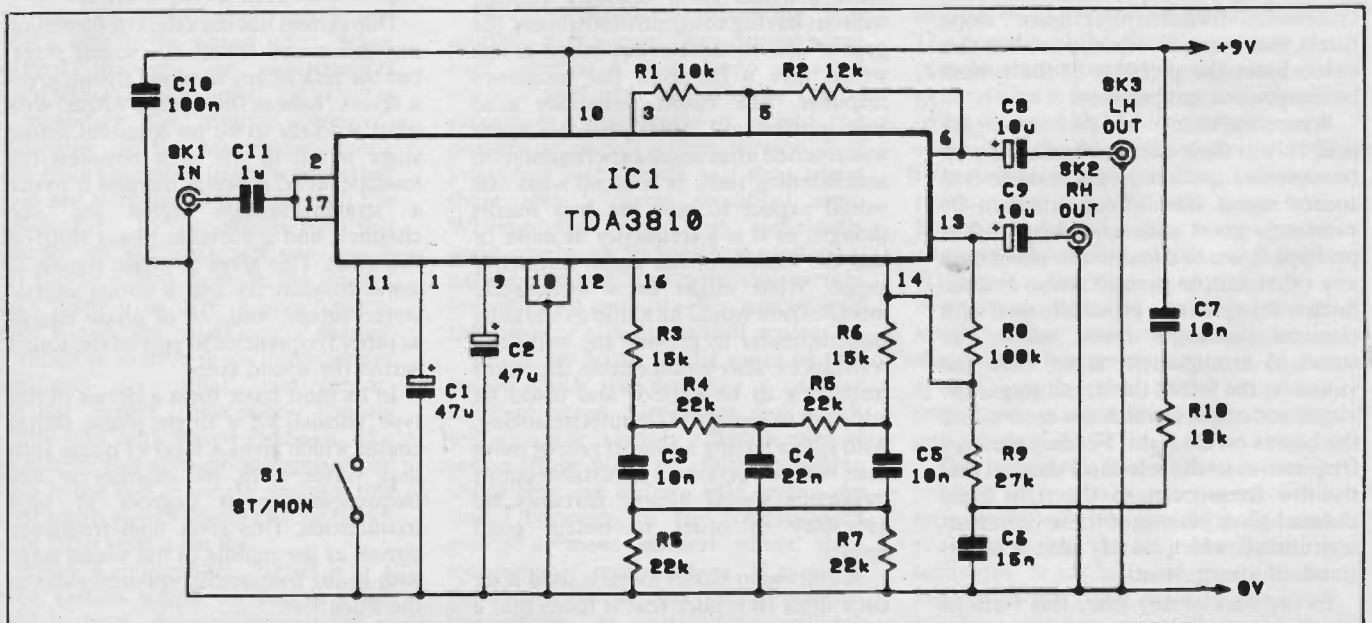 +9V
C10
100n
SK1
IN
C11
1u
2
17
18
R1 10k
3
R2 12k
5
IC1
TDA3810
6
C8
10u
SK3
LH
OUT
SK2
RH
OUT
C9
10u
13
11
9
10
12
16
14
C1
47u
C2
47u
R3
15k
R6
15k
R8
100k
C7
10n
R4
22k
R5
22k
C3
10n
C4
22n
C5
10n
R9
27k
R10
18k
S1
ST/MON
R5
22k
R7
22k
C6
15n
0V